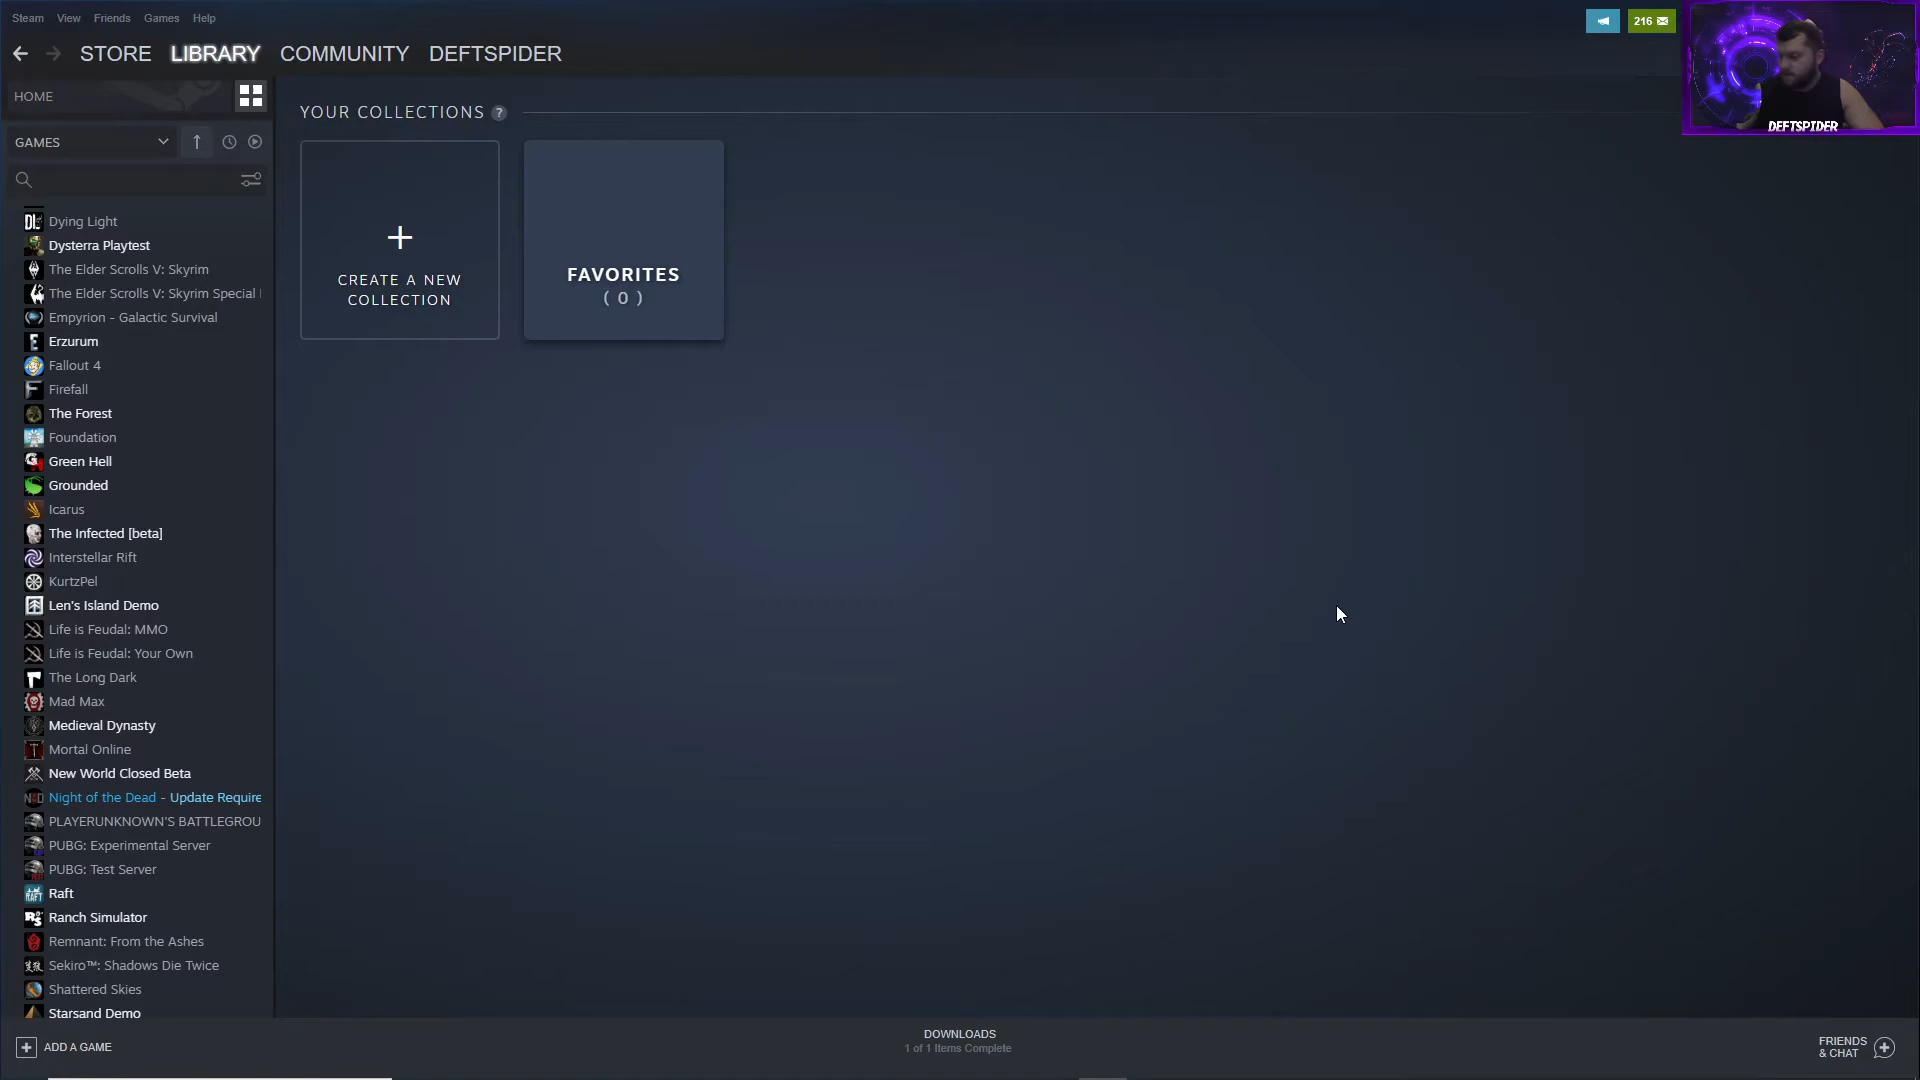 Steam View Friends Games Help
216
STORE LIBRARY COMMUNITY DEFTSPIDER
DEFTSPIDER
HOME
GAMES
YOUR COLLECTIONS ?
+
CREATE A NEW
COLLECTION
FAVORITES
( 0 )
Dying Light
Dysterra Playtest
The Elder Scrolls V: Skyrim
The Elder Scrolls V: Skyrim Special
Empyrion - Galactic Survival
Erzurum
Fallout 4
Firefall
The Forest
Foundation
Green Hell
Grounded
Icarus
The Infected [beta]
Interstellar Rift
KurtzPel
Len's Island Demo
Life is Feudal: MMO
Life is Feudal: Your Own
The Long Dark
Mad Max
Medieval Dynasty
Mortal Online
New World Closed Beta
Night of the Dead - Update Require
PLAYERUNKNOWN'S BATTLEGROU
PUBG: Experimental Server
PUBG: Test Server
Raft
Ranch Simulator
Remnant: From the Ashes
Sekiro™: Shadows Die Twice
Shattered Skies
Starsand Demo
ADD A GAME
DOWNLOADS
1 of 1 Items Complete
FRIENDS
& CHAT